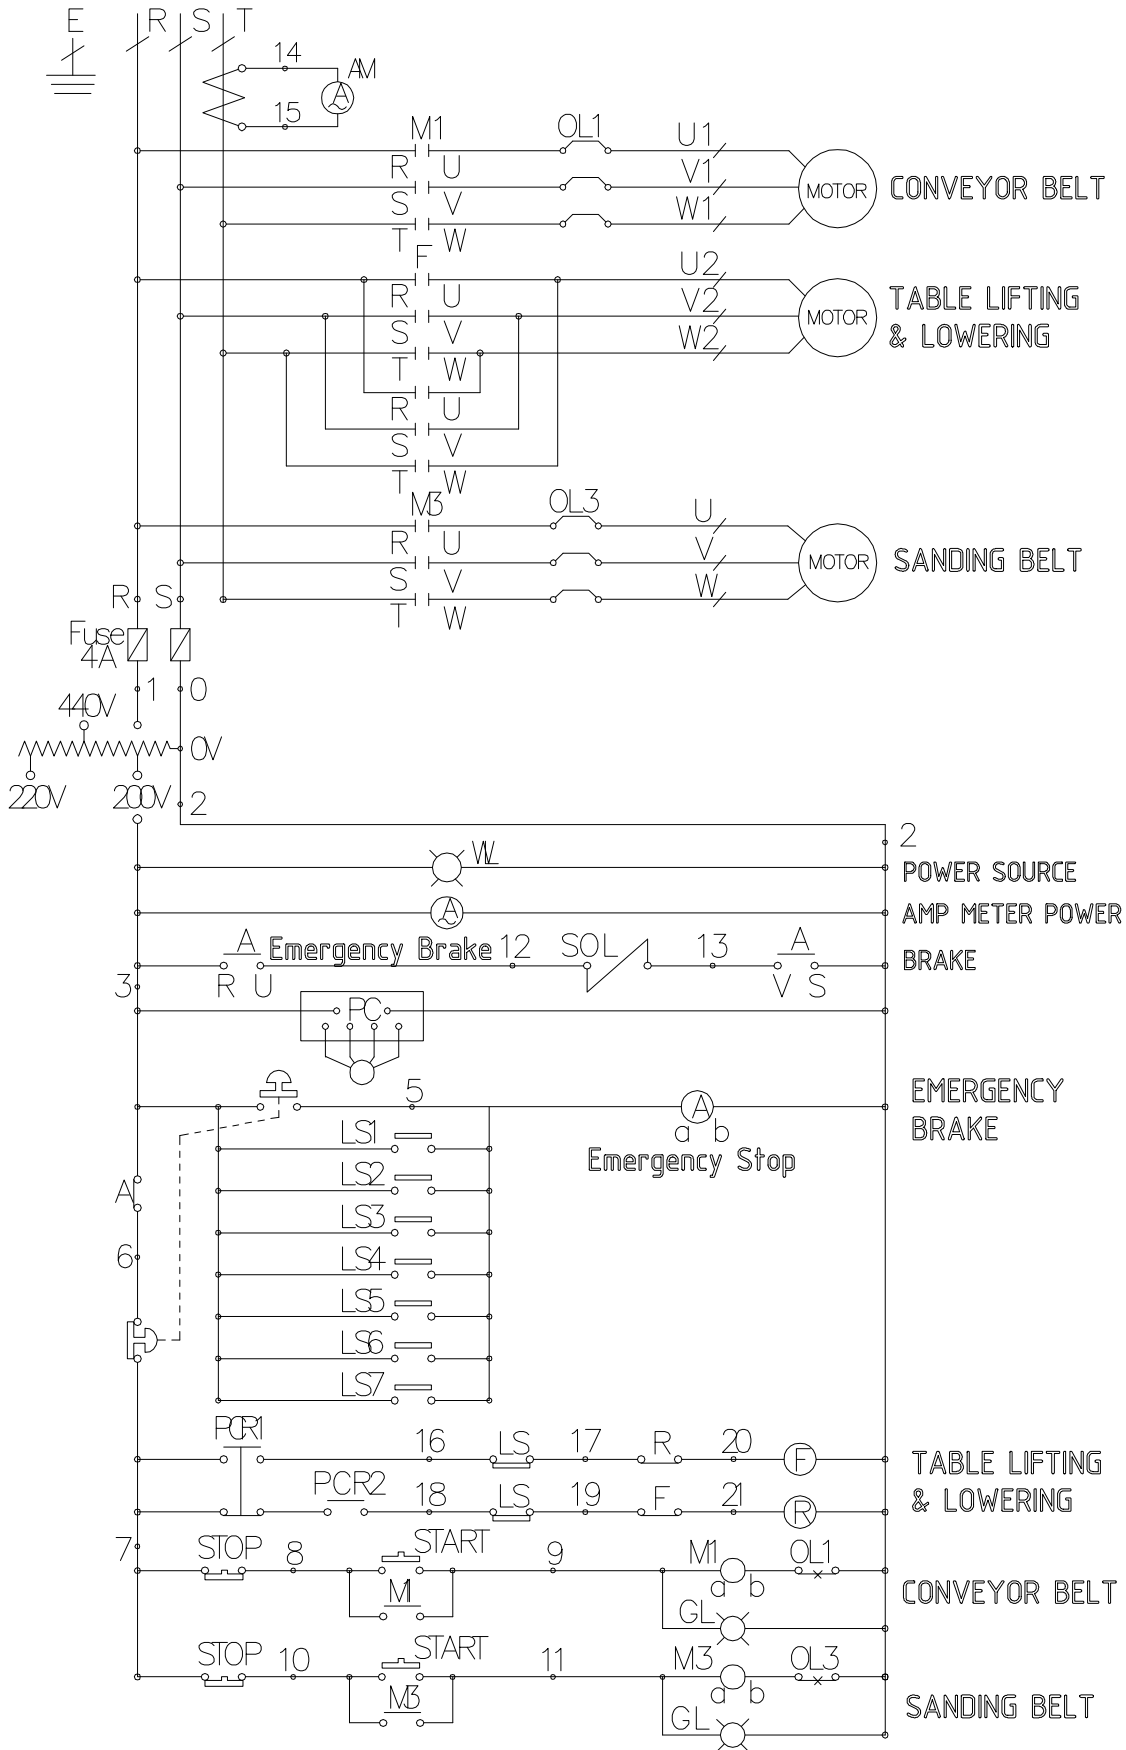 E R S T
14
AM
A
15
M1 OL1 U1
R U V1
MOTOR CONVEYOR BELT
S V W1
T W
F U2
R U V2
TABLE LIFTING
MOTOR
S V W2
& LOWERING
T W
R U
S V
T W
M3 OL3 U
R U V
MOTOR SANDING BELT
S V W
R S
T W
Fuse
4A
1 0
440V
0V
220V 200V 2
2
WL
POWER SOURCE
A AMP METER POWER
A Emergency Brake 12 SOL 13 A
BRAKE
3 R U V S
PC
5 EMERGENCY
A
BRAKE
a b
LS1
Emergency Stop
LS2
A
LS3
6 LS4
LS5
LS6
LS7
PCR1 16 LS 17 R 20
F TABLE LIFTING
PCR2 18 LS 19 F 21
R & LOWERING
7 STOP 8 START 9 M1 OL1
M1 a b CONVEYOR BELT
GL
STOP 10 START 11 M3 OL3
M3 a b SANDING BELT
GL